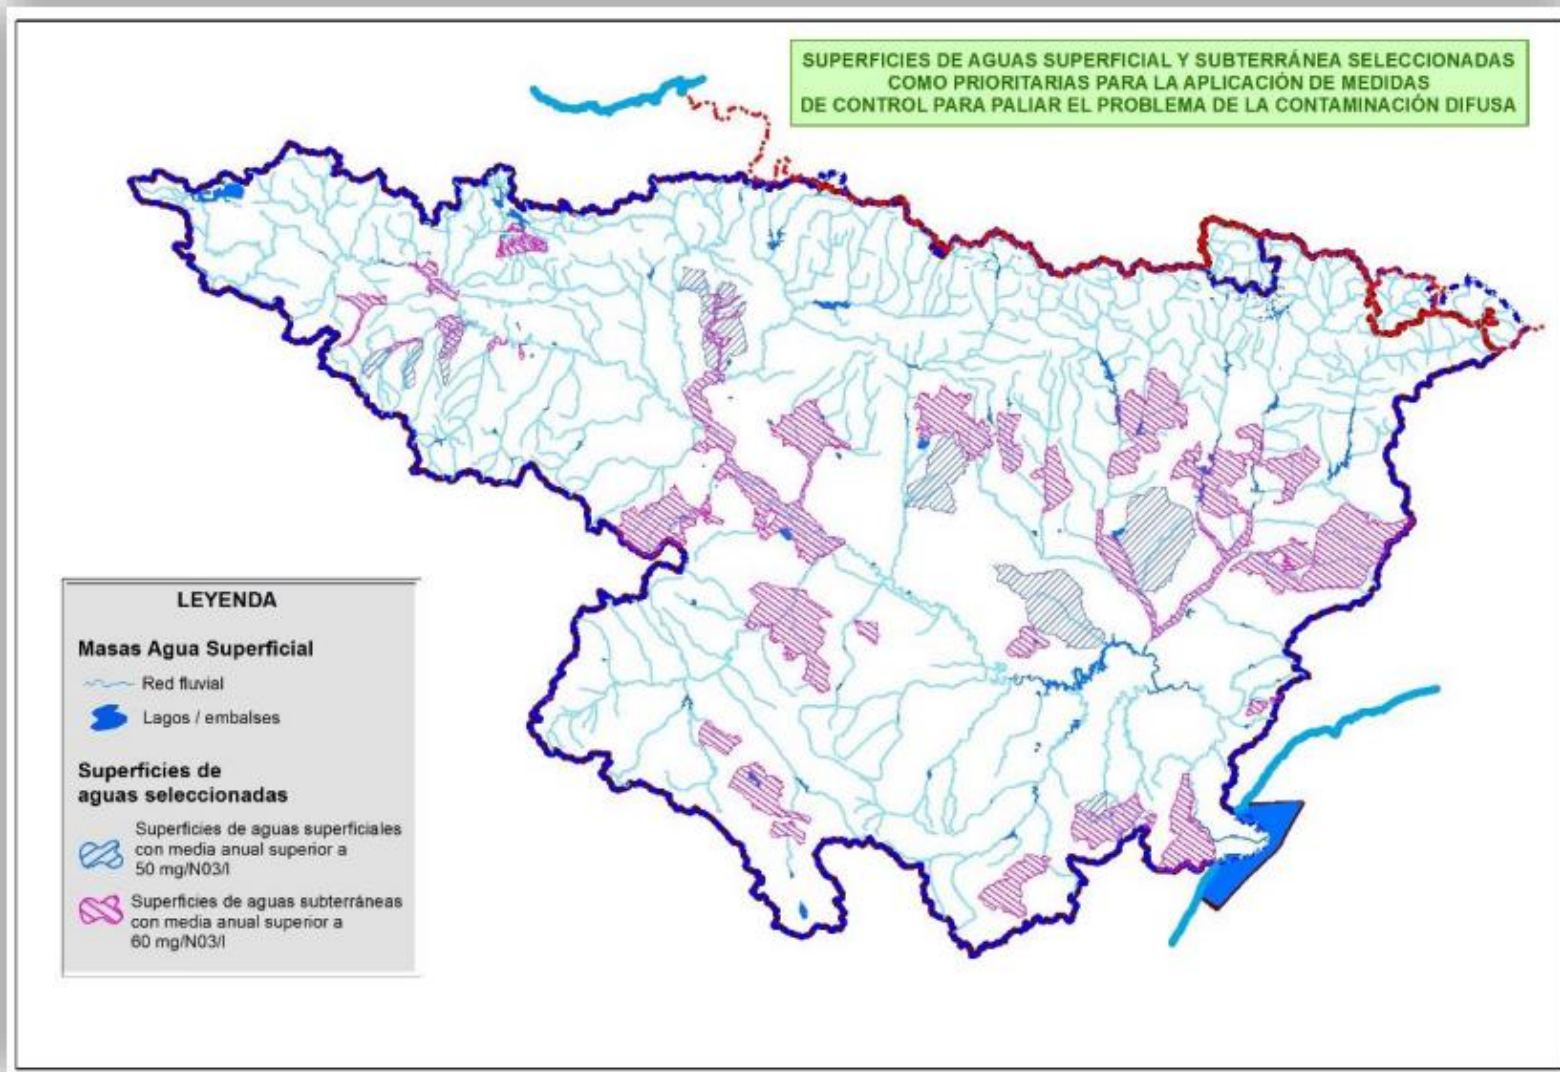 SUPERFICIES DE AGUAS SUPERFICIAL Y SUBTERRÁNEA SELECCIONADAS
COMO PRIORITARIAS PARA LA APLICACIÓN DE MEDIDAS
DE CONTROL PARA PALIAR EL PROBLEMA DE LA CONTAMINACIÓN DIFUSA
LEYENDA
Masas Agua Superficial
Red fluvial
Lagos / embalses
Superficies de
aguas seleccionadas
Superficies de aguas superficiales
con media anual superior a
50 mg/N03/l
Superficies de aguas subterráneas
con media anual superior a
60 mg/N03/l